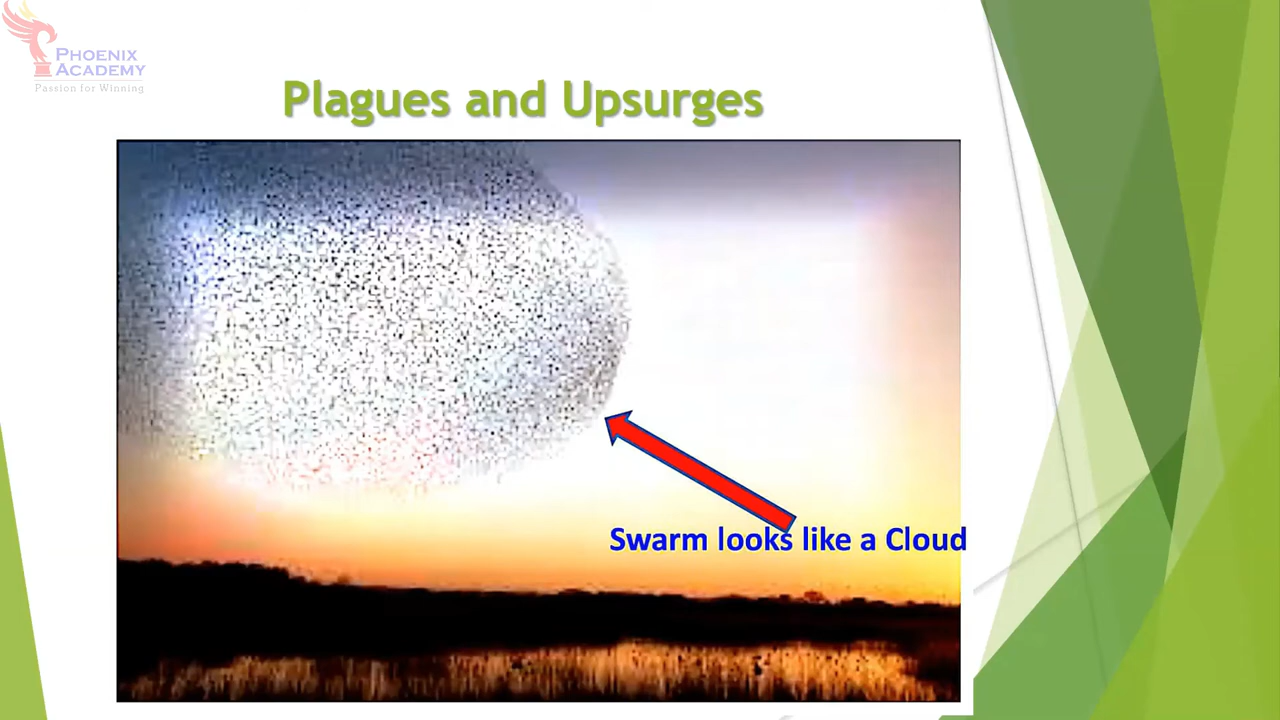 PHOENIX
ACADEMY
Passion for Winning
Plagues and Upsurges
Swarm looks like a Cloud